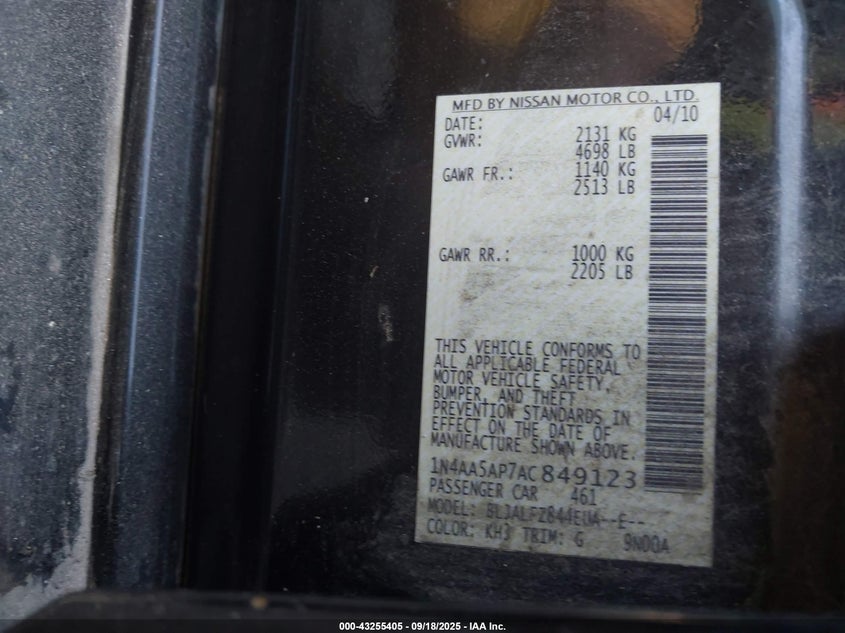 MFD BY NISSAN MOTOR CO., LTD.
DATE: 04/10
GVWR: 2131 KG
4698 LB
GAWR FR.: 1140 KG
2513 LB
GAWR RR.: 1000 KG
2205 LB
THIS VEHICLE CONFORMS TO
ALL APPLICABLE FEDERAL
MOTOR VEHICLE SAFETY,
BUMPER, AND THEFT
PREVENTION STANDARDS IN
EFFECT ON THE DATE OF
MANUFACTURE SHOWN ABOVE.
1N4AA5AP7AC849123
PASSENGER CAR 461
MODEL:
COLOR: KH3 TRIM: G 9N00A
000-43255405 - 09/18/2025 - IAA Inc.